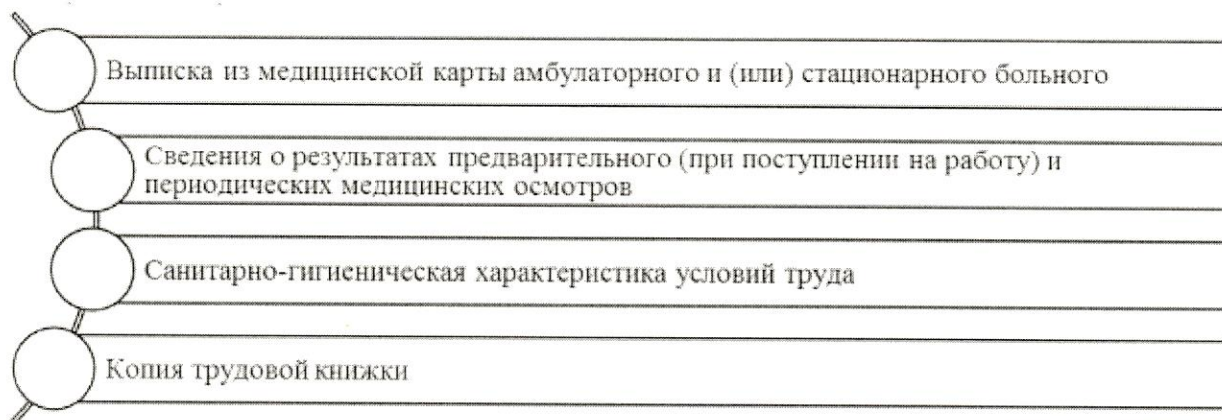 Выписка из медицинской карты амбулаторного и (или) стационарного больного
Сведения о результатах предварительного (при поступлении на работу) и
периодических медицинских осмотров
Санитарно-гигиеническая характеристика условий труда
Копия трудовой книжки